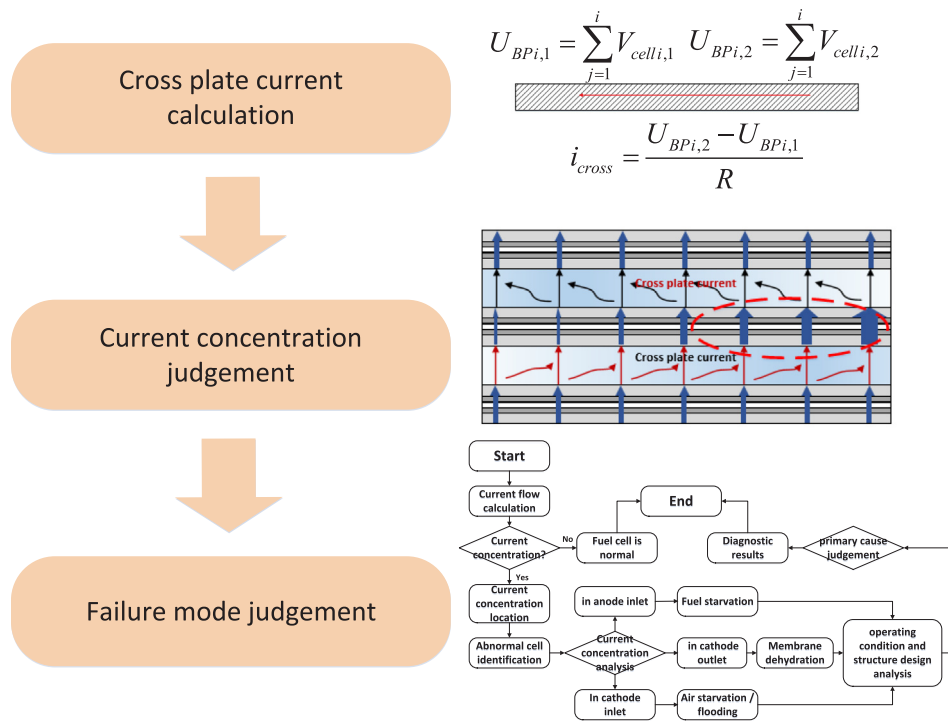 Cross plate current
calculation
Current concentration
judgement
Failure mode judgement
U_{BPi,1} = \sum_{j=1}^{i} V_{celli,1}   U_{BPi,2} = \sum_{j=1}^{i} V_{celli,2}
i_{cross} = \frac{U_{BPi,2} - U_{BPi,1}}{R}
Cross plate current
Cross plate current
Start
Current flow
calculation
Current
concentration?
No
Fuel cell is
normal
End
Diagnostic
results
primary cause
judgement
Yes
Current
concentration
location
Abnormal cell
identification
Current
concentration
analysis
in anode inlet
Fuel starvation
in cathode
outlet
Membrane
dehydration
In cathode
inlet
Air starvation /
flooding
operating
condition and
structure design
analysis